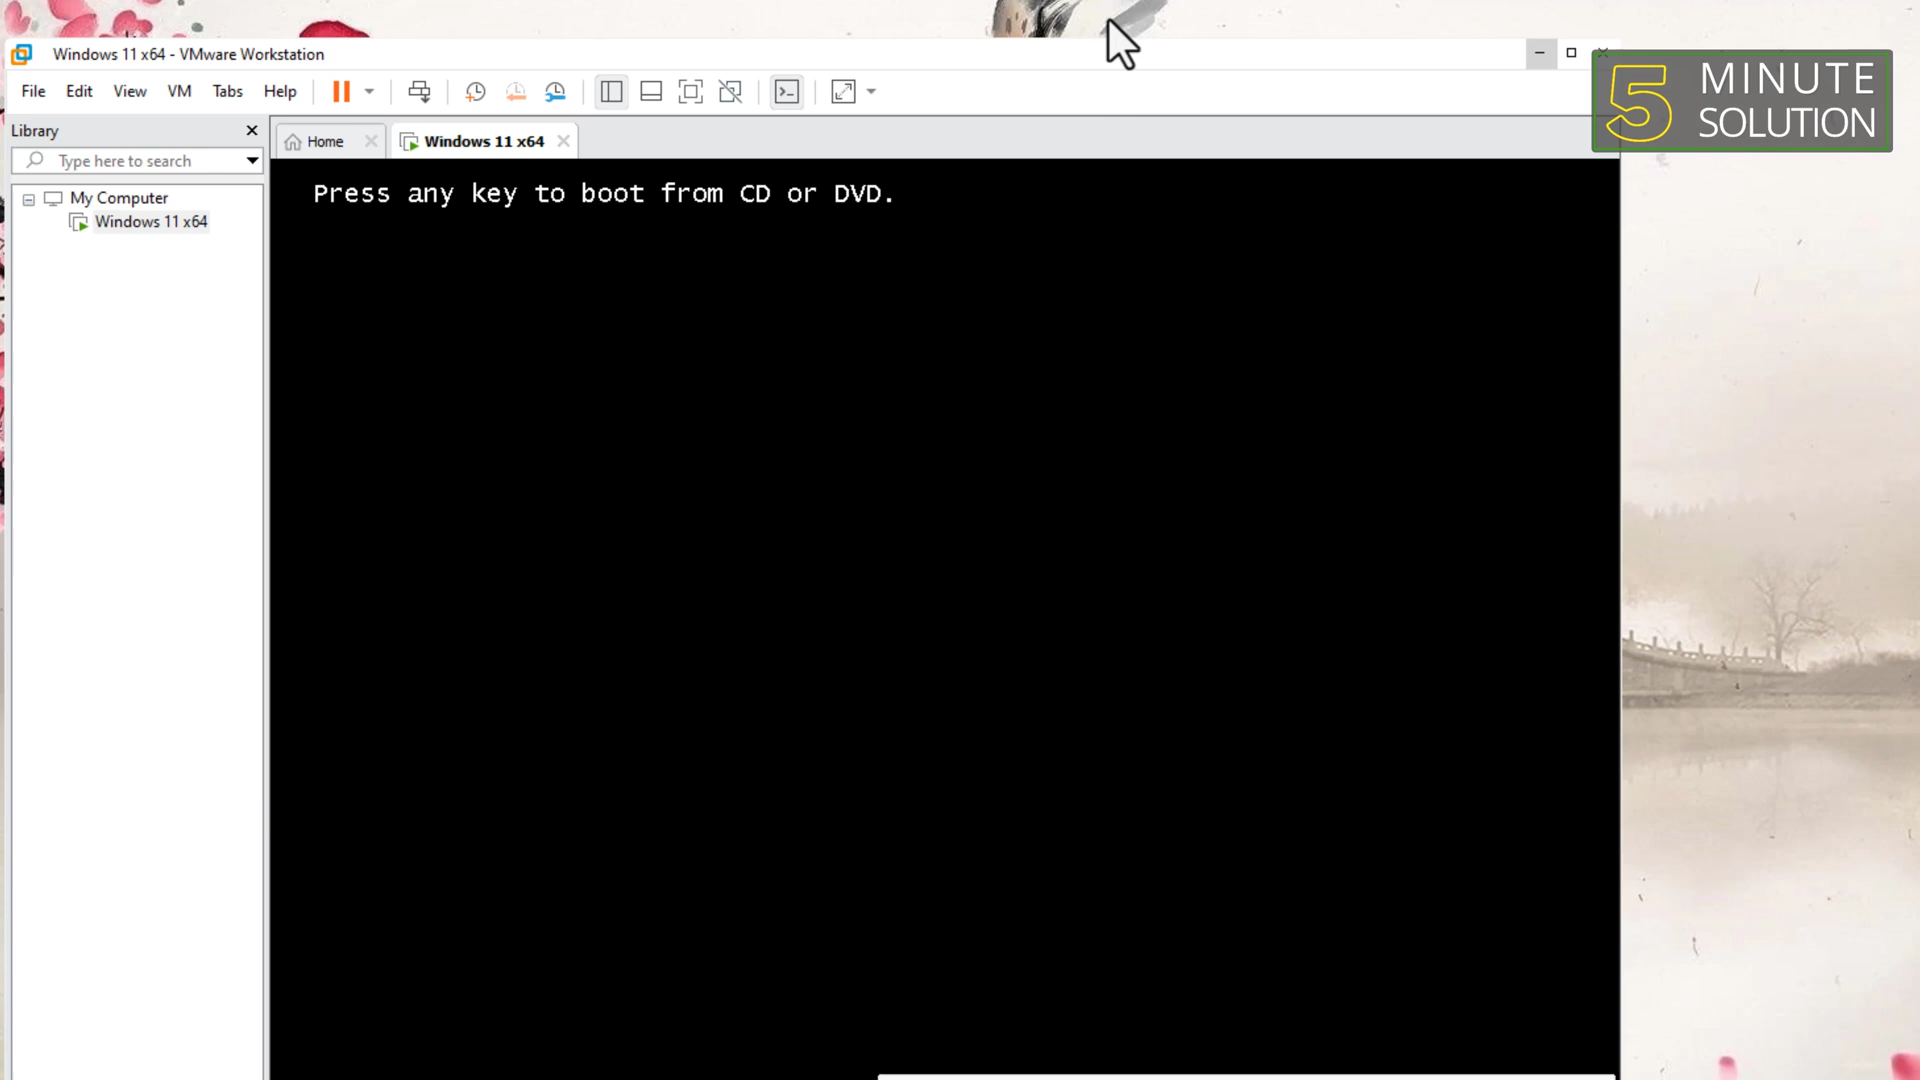 Windows 11 x64 - VMware Workstation
File Edit View VM Tabs Help
5 MINUTE SOLUTION
Library
Home
Windows 11 x64
Type here to search
Press any key to boot from CD or DVD.
My Computer
Windows 11 x64